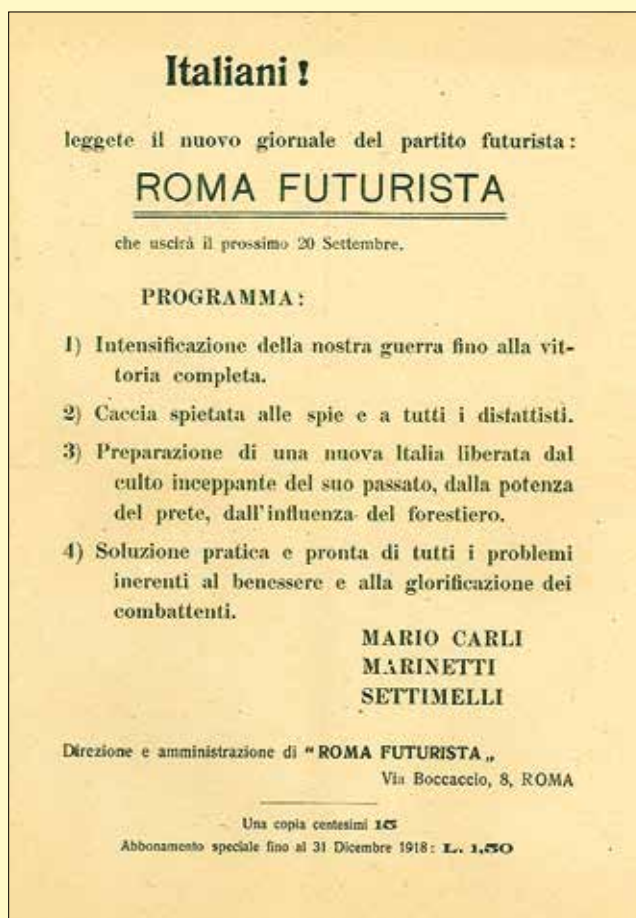 Italiani !
leggete il nuovo giornale del partito futurista :
ROMA FUTURISTA
che uscirà il prossimo 20 Settembre.
PROGRAMMA :
1) Intensificazione della nostra guerra fino alla vit-
toria completa.
2) Caccia spietata alle spie e a tutti i disfattisti.
3) Preparazione di una nuova Italia liberata dal
culto inceppante del suo passato, dalla potenza
del prete, dall'influenza del forestiero.
4) Soluzione pratica e pronta di tutti i problemi
inerenti al benessere e alla glorificazione dei
combattenti.
MARIO CARLI
MARINETTI
SETTIMELLI
Direzione e amministrazione di "ROMA FUTURISTA„
Via Boccaccio, 8, ROMA
Una copia centesimi 15
Abbonamento speciale fino al 31 Dicembre 1918 : L. 1,50